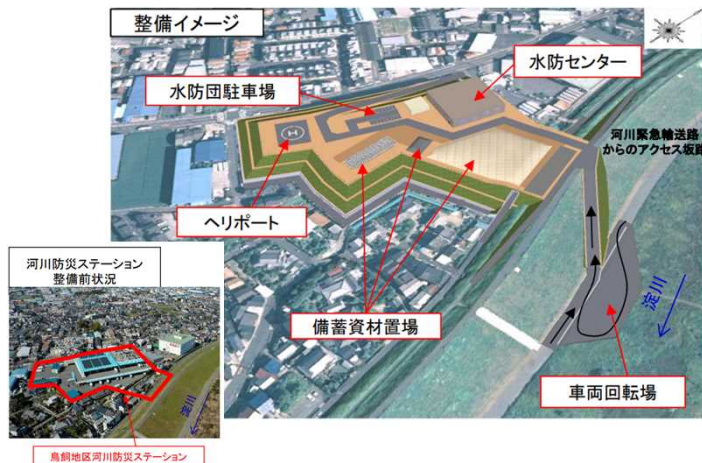 整備イメージ
水防センター
水防団駐車場
河川緊急輸送路
からのアクセス坂路
H
ヘリポート
河川防災ステーション
整備前状況
備蓄資材置場
淀川
車両回転場
淀川
鳥飼地区河川防災ステーション